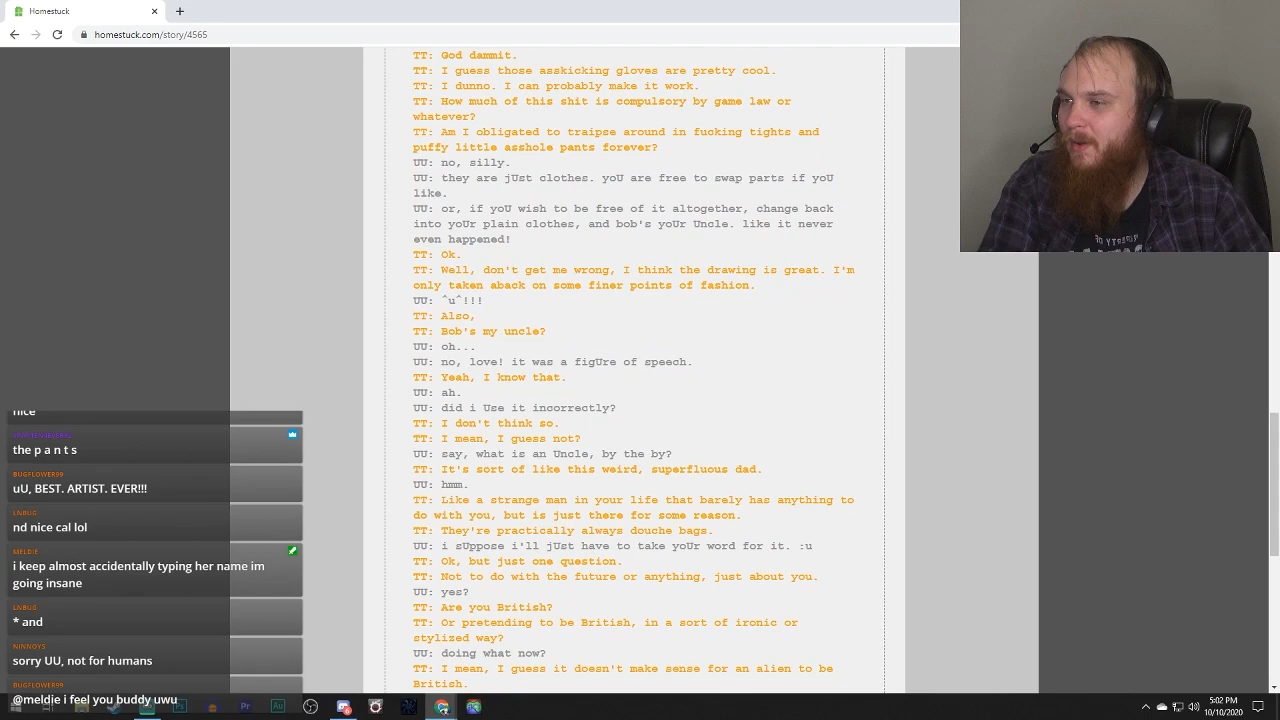 Homestuck
homestuck.com/story/4565
TT: God dammit.
TT: I guess those asskicking gloves are pretty cool.
TT: I dunno. I can probably make it work.
TT: How much of this shit is compulsory by game law or
whatever?
TT: Am I obligated to traipse around in fucking tights and
puffy little asshole pants forever?
UU: no, silly.
UU: they are jUst clothes. yoU are free to swap parts if yoU
like.
UU: or, if yoU wish to be free of it altogether, change back
into yoUr plain clothes, and bob's yoUr Uncle. like it never
even happened!
TT: Ok.
TT: Well, don't get me wrong, I think the drawing is great. I'm
only taken aback on some finer points of fashion.
UU: ^u^!!!
TT: Also,
TT: Bob's my uncle?
UU: oh...
UU: no, love! it was a figUre of speech.
TT: Yeah, I know that.
UU: ah.
UU: did i Use it incorrectly?
TT: I don't think so.
TT: I mean, I guess not?
UU: say, what is an Uncle, by the by?
TT: It's sort of like this weird, superfluous dad.
UU: hmm.
TT: Like a strange man in your life that barely has anything to
do with you, but is just there for some reason.
TT: They're practically always douche bags.
UU: i sUppose i'll jUst have to take yoUr word for it. :u
TT: Ok, but just one question.
TT: Not to do with the future or anything, just about you.
UU: yes?
TT: Are you British?
TT: Or pretending to be British, in a sort of ironic or
stylized way?
UU: doing what now?
TT: I mean, I guess it doesn't make sense for an alien to be
British.
nice
the p a n t s
BUGFLOWER99
uU, BEST. ARTIST. EVER!!!
LNBUG
nd nice cal lol
MELDIE
i keep almost accidentally typing her name im
going insane
LNBUG
* and
NINNOYS
sorry UU, not for humans
BUGFLOWER99
@meldie i feel you buddy uwu
PROPERTY OF
5:02 PM
10/10/2020